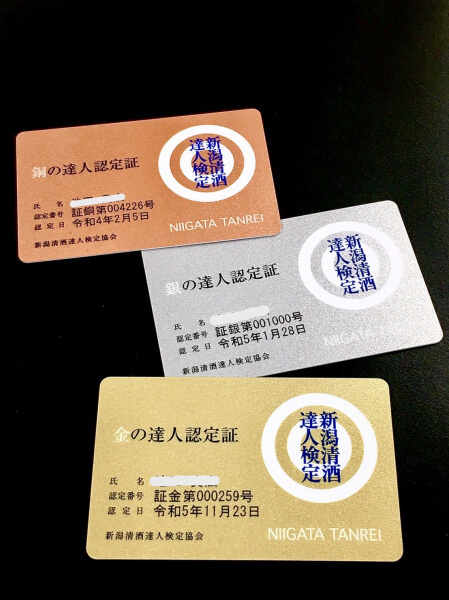 銅の達人認定証
新潟清酒
達人検定
氏 名
認定番号 証銅第004226号
認 定 日 令和4年2月5日
NIIGATA TANREI
新潟清酒達人検定協会
銀の達人認定証
新潟清酒
達人検定
氏 名
認定番号 証銀第001000号
認 定 日 令和5年1月28日
NIIGATA TANREI
新潟清酒達人検定協会
金の達人認定証
新潟清酒
達人検定
氏 名
認定番号 証金第000259号
認 定 日 令和5年11月23日
NIIGATA TANREI
新潟清酒達人検定協会